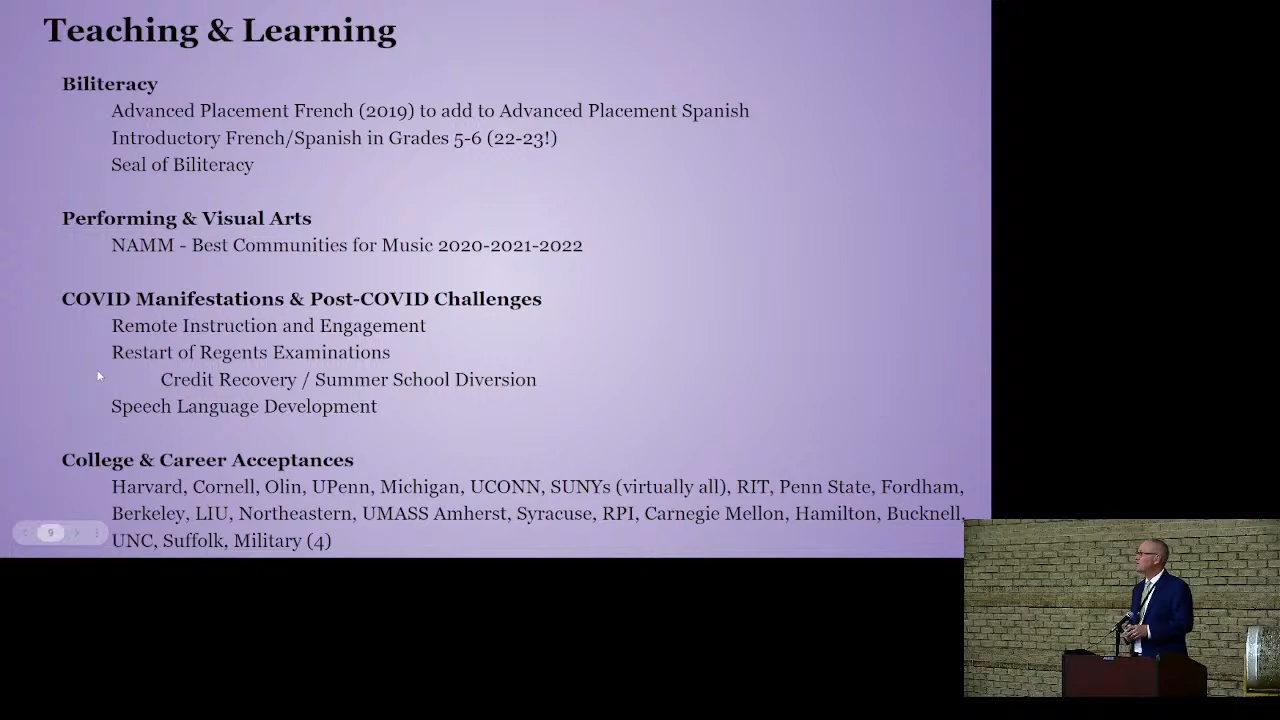 Teaching & Learning
Biliteracy
Advanced Placement French (2019) to add to Advanced Placement Spanish
Introductory French/Spanish in Grades 5-6 (22-23!)
Seal of Biliteracy
Performing & Visual Arts
NAMM - Best Communities for Music 2020-2021-2022
COVID Manifestations & Post-COVID Challenges
Remote Instruction and Engagement
Restart of Regents Examinations
Credit Recovery / Summer School Diversion
Speech Language Development
College & Career Acceptances
Harvard, Cornell, Olin, UPenn, Michigan, UCONN, SUNYs (virtually all), RIT, Penn State, Fordham,
Berkeley, LIU, Northeastern, UMASS Amherst, Syracuse, RPI, Carnegie Mellon, Hamilton, Bucknell,
9
UNC, Suffolk, Military (4)